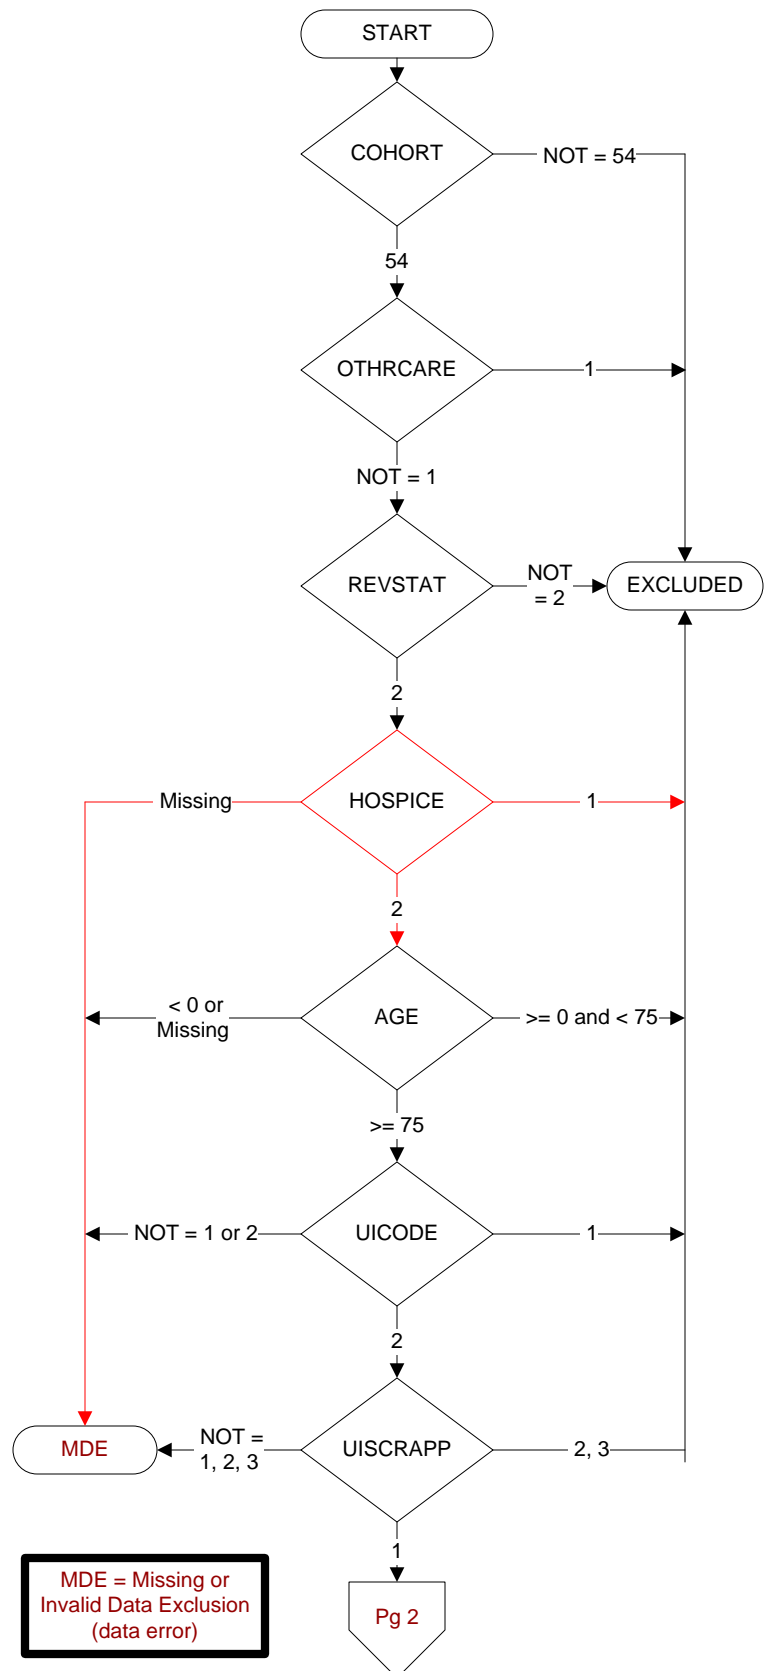 START
COHORT
NOT = 54
54
OTHRCARE
1
NOT = 1
REVSTAT
NOT
= 2
EXCLUDED
2
Missing
HOSPICE
1
2
< 0 or
Missing
AGE
>= 0 and < 75
>= 75
NOT = 1 or 2
UICODE
1
2
MDE
NOT =
1, 2, 3
UISCRAPP
2, 3
1
MDE = Missing or
Invalid Data Exclusion
(data error)
Pg 2